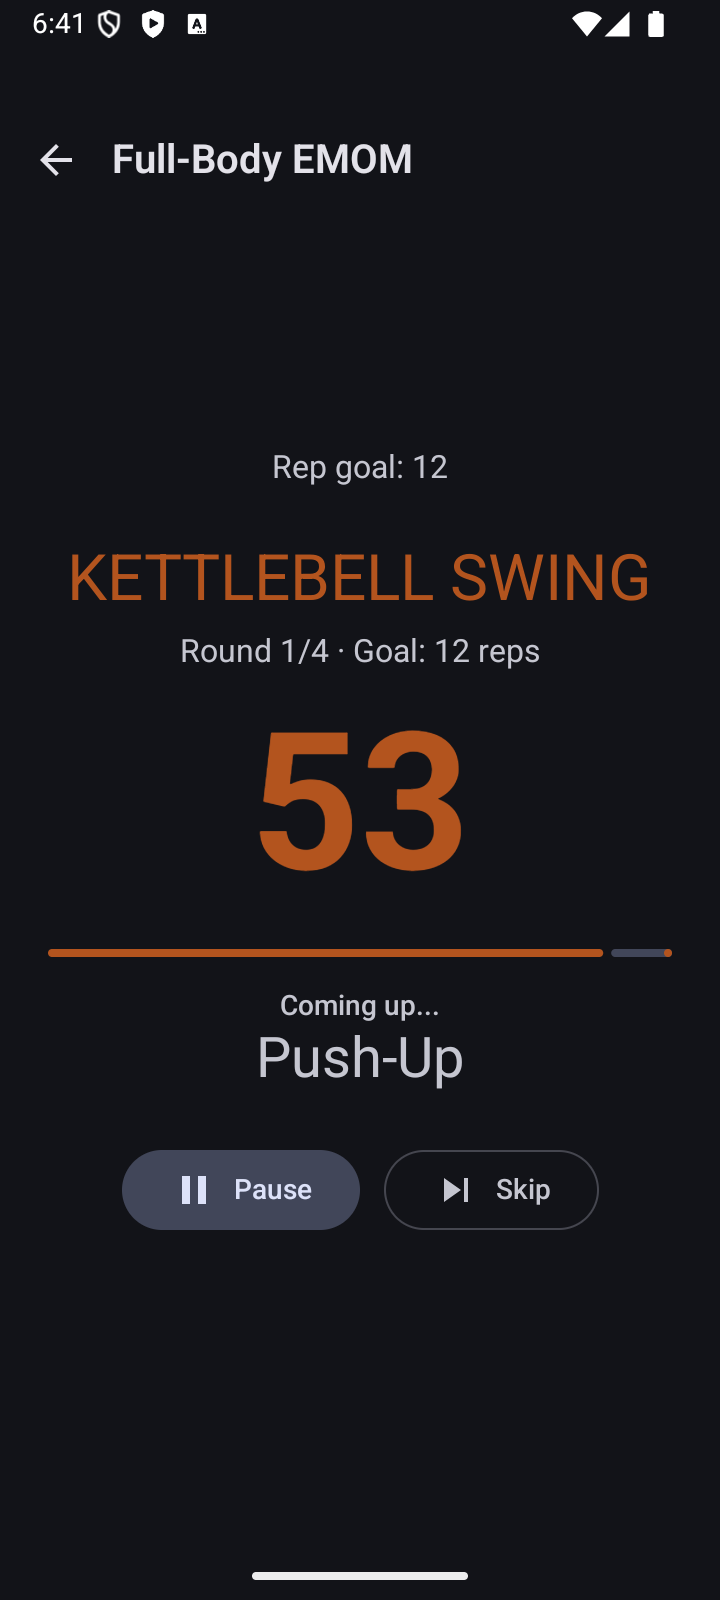 6:41
Full-Body EMOM
Rep goal: 12
KETTLEBELL SWING
Round 1/4 · Goal: 12 reps
53
Coming up...
Push-Up
Pause
Skip